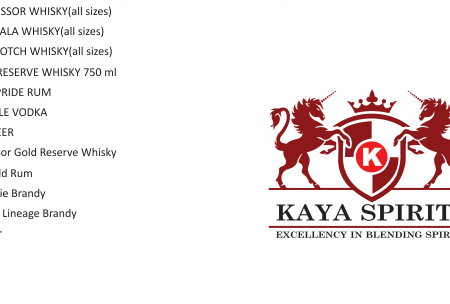 SSOR WHISKY(all sizes)
ALA WHISKY(all sizes)
OTCH WHISKY(all sizes)
RESERVE WHISKY 750 ml
PRIDE RUM
LE VODKA
EER
sor Gold Reserve Whisky
ld Rum
ie Brandy
Lineage Brandy
r
K
KAYA SPIRIT
EXCELLENCY IN BLENDING SPIR